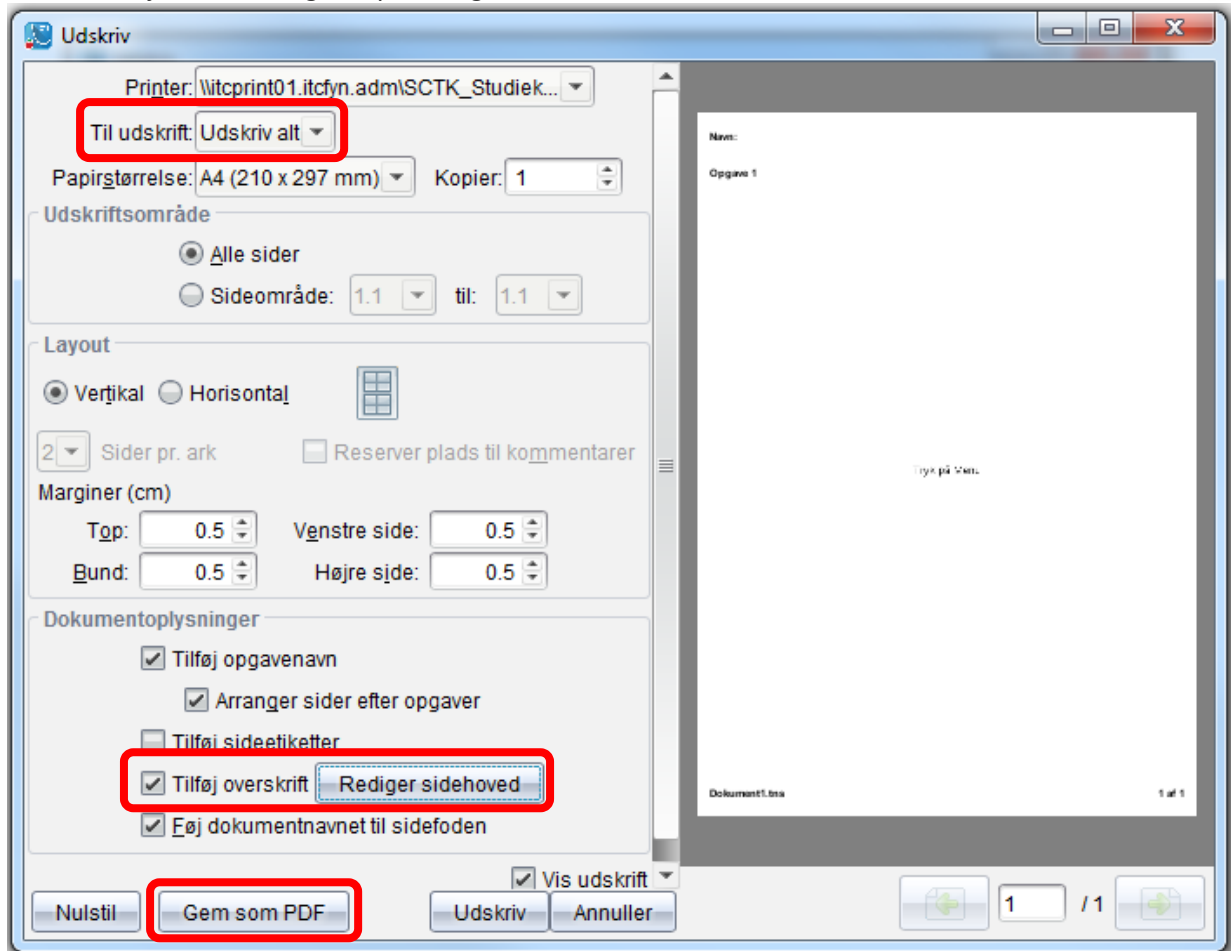 Udskriv
Printer: \\itcprint01.itcfyn.adm\SCTK_Studiek...
Til udskrift: Udskriv alt
Papirstørrelse: A4 (210 x 297 mm) Kopier: 1
Udskriftsområde
Alle sider
Sideområde: 1.1 til: 1.1
Layout
Vertikal Horisontal
2 Sider pr. ark Reserver plads til kommentarer
Marginer (cm)
Top: 0.5 Venstre side: 0.5
Bund: 0.5 Højre side: 0.5
Dokumentoplysninger
Tilføj opgavenavn
Arranger sider efter opgaver
Tilføj sideetiketter
Tilføj overskrift Rediger sidehoved
Føj dokumentnavnet til sidefoden
Vis udskrift
Nulstil Gem som PDF Udskriv Annuller
Navn:
Opgave 1
Tryk på Menu
Dokument1.tns 1 af 1
1 / 1